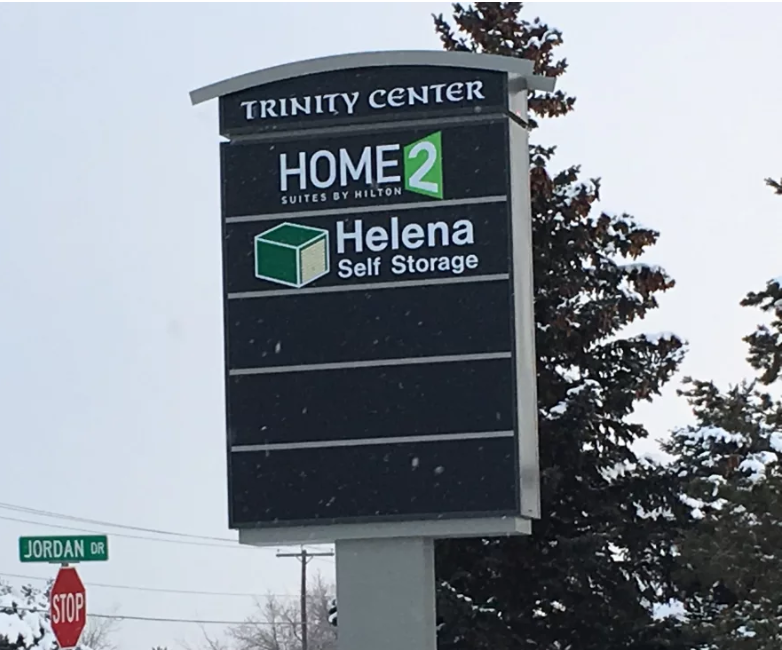 TRINITY CENTER
HOME2
SUITES BY HILTON
Helena
Self Storage
JORDAN DR
STOP